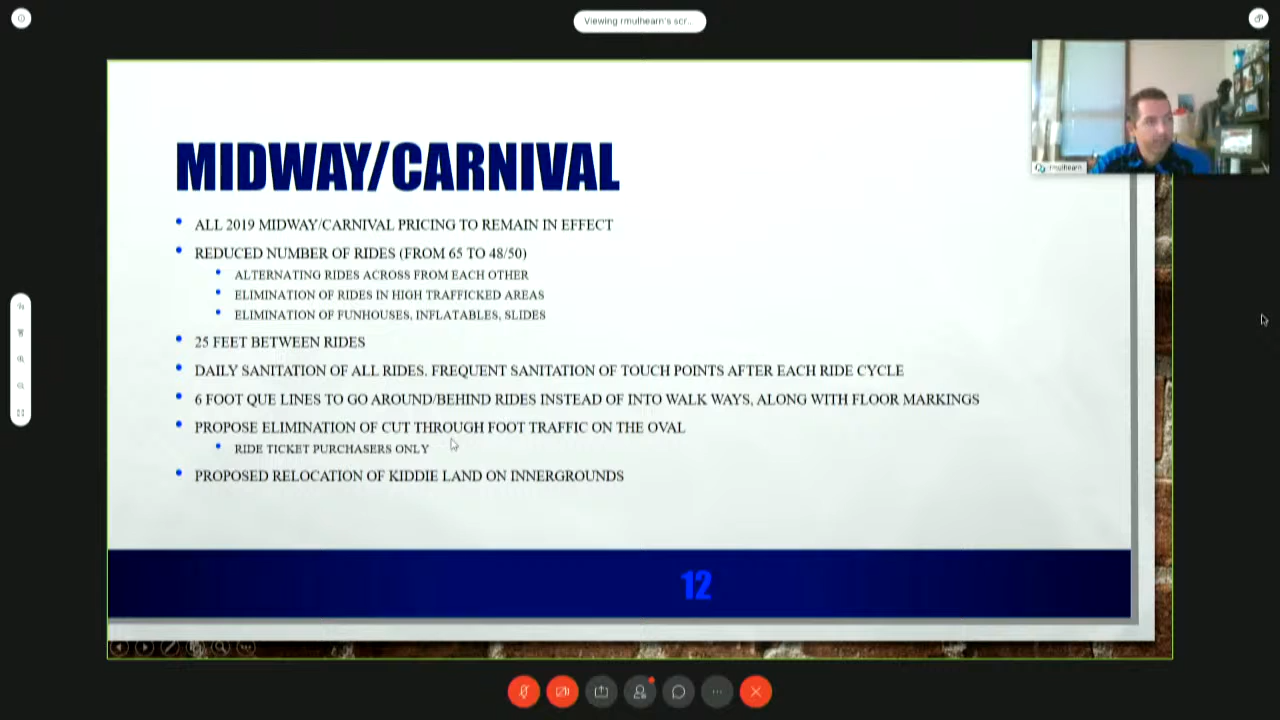 Viewing rmulhearn's scr...
rmulhearn
MIDWAY/CARNIVAL
ALL 2019 MIDWAY/CARNIVAL PRICING TO REMAIN IN EFFECT
REDUCED NUMBER OF RIDES (FROM 65 TO 48/50)
ALTERNATING RIDES ACROSS FROM EACH OTHER
ELIMINATION OF RIDES IN HIGH TRAFFICKED AREAS
ELIMINATION OF FUNHOUSES, INFLATABLES, SLIDES
25 FEET BETWEEN RIDES
DAILY SANITATION OF ALL RIDES. FREQUENT SANITATION OF TOUCH POINTS AFTER EACH RIDE CYCLE
6 FOOT QUE LINES TO GO AROUND/BEHIND RIDES INSTEAD OF INTO WALK WAYS, ALONG WITH FLOOR MARKINGS
PROPOSE ELIMINATION OF CUT THROUGH FOOT TRAFFIC ON THE OVAL
RIDE TICKET PURCHASERS ONLY
PROPOSED RELOCATION OF KIDDIE LAND ON INNERGROUNDS
12